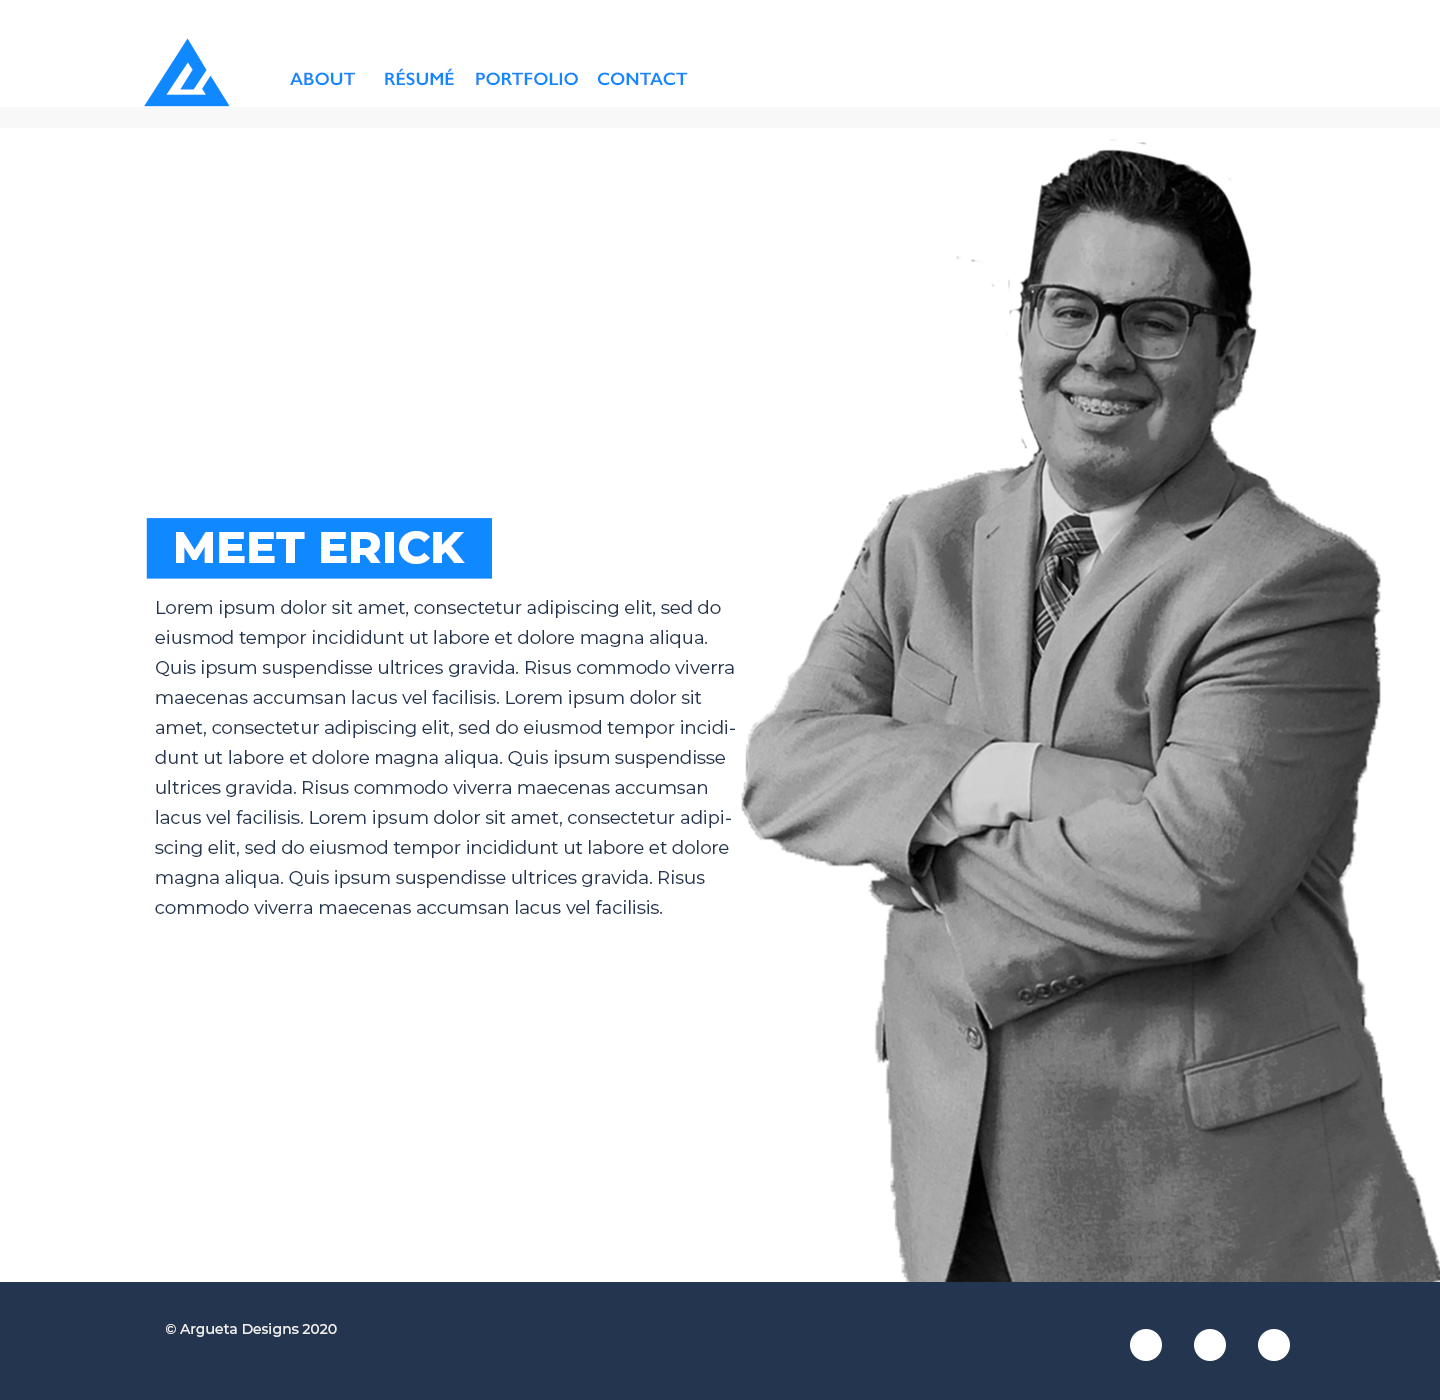 ABOUT RÉSUMÉ PORTFOLIO CONTACT
MEET ERICK
Lorem ipsum dolor sit amet, consectetur adipiscing elit, sed do
eiusmod tempor incididunt ut labore et dolore magna aliqua.
Quis ipsum suspendisse ultrices gravida. Risus commodo viverra
maecenas accumsan lacus vel facilisis. Lorem ipsum dolor sit
amet, consectetur adipiscing elit, sed do eiusmod tempor incidi-
dunt ut labore et dolore magna aliqua. Quis ipsum suspendisse
ultrices gravida. Risus commodo viverra maecenas accumsan
lacus vel facilisis. Lorem ipsum dolor sit amet, consectetur adipi-
scing elit, sed do eiusmod tempor incididunt ut labore et dolore
magna aliqua. Quis ipsum suspendisse ultrices gravida. Risus
commodo viverra maecenas accumsan lacus vel facilisis.
© Argueta Designs 2020